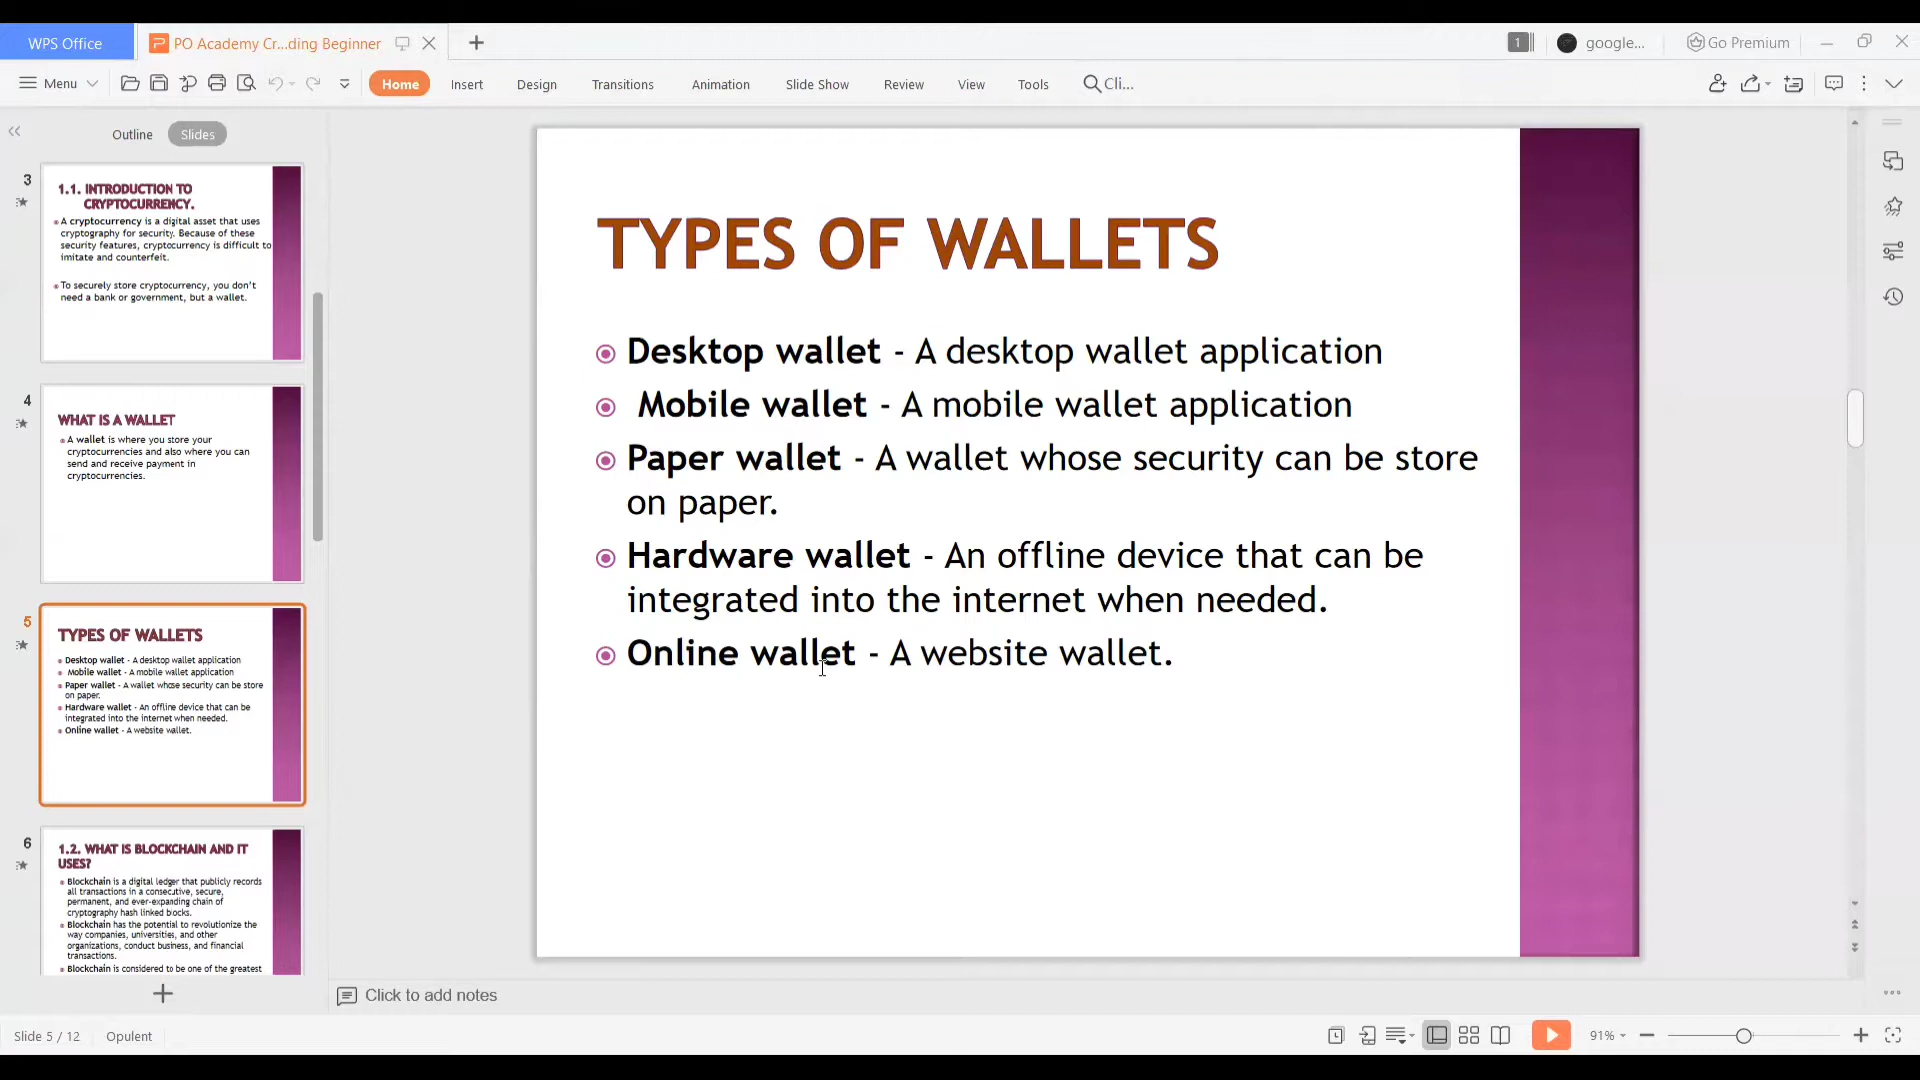 WPS Office
PO Academy Cr...ding Beginner
1
google...
Go Premium
Menu
Home
Insert
Design
Transitions
Animation
Slide Show
Review
View
Tools
Cli...
Outline
Slides
3
1.1. INTRODUCTION TO
CRYPTOCURRENCY.
A cryptocurrency is a digital asset that uses
cryptography for security. Because of these
security features, cryptocurrency is difficult to
imitate and counterfeit.
To securely store cryptocurrency, you don't
need a bank or government, but a wallet.
4
WHAT IS A WALLET
A wallet is where you store your
cryptocurrencies and also where you can
send and receive payment in
cryptocurrencies.
5
TYPES OF WALLETS
Desktop wallet - A desktop wallet application
Mobile wallet - A mobile wallet application
Paper wallet - A wallet whose security can be store
on paper.
Hardware wallet - An offline device that can be
integrated into the internet when needed.
Online wallet - A website wallet.
6
1.2. WHAT IS BLOCKCHAIN AND IT
USES?
Blockchain is a digital ledger that publicly records
all transactions in a consecutive, secure,
permanent, and ever-expanding chain of
cryptography hash linked blocks.
Blockchain has the potential to revolutionize the
way companies, universities, and other
organizations, conduct business, and financial
transactions.
Blockchain is considered to be one of the greatest
TYPES OF WALLETS
Desktop wallet - A desktop wallet application
Mobile wallet - A mobile wallet application
Paper wallet - A wallet whose security can be store
on paper.
Hardware wallet - An offline device that can be
integrated into the internet when needed.
Online wallet - A website wallet.
Click to add notes
Slide 5 / 12
Opulent
91%